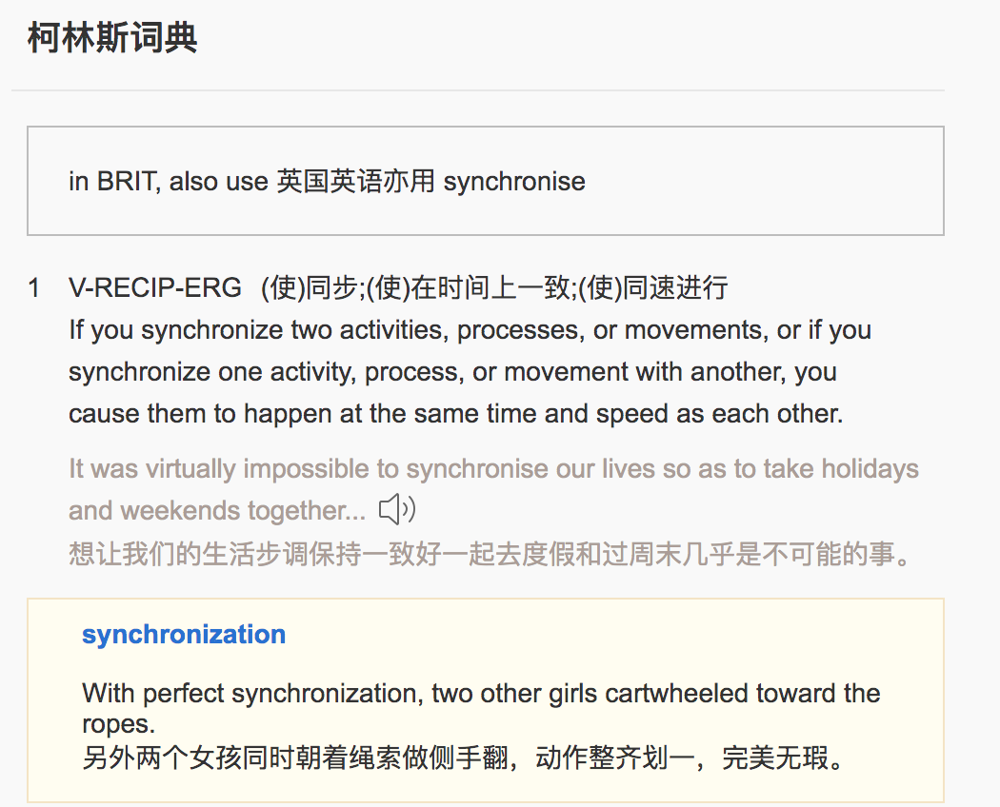 柯林斯词典
in BRIT, also use 英国英语亦用 synchronise
1 V-RECIP-ERG (使)同步;(使)在时间上一致;(使)同速进行
If you synchronize two activities, processes, or movements, or if you
synchronize one activity, process, or movement with another, you
cause them to happen at the same time and speed as each other.
It was virtually impossible to synchronise our lives so as to take holidays
and weekends together...
想让我们的生活步调保持一致好一起去度假和过周末几乎是不可能的事。
synchronization
With perfect synchronization, two other girls cartwheeled toward the
ropes.
另外两个女孩同时朝着绳索做侧手翻，动作整齐划一，完美无瑕。